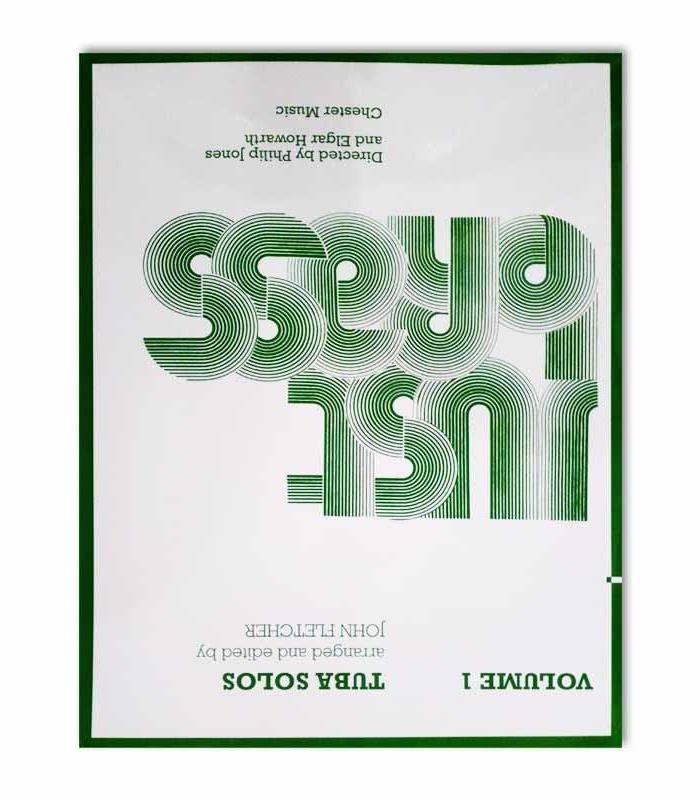 VOLUME 1 TUBA SOLOS
arranged and edited by
JOHN FLETCHER
JUST
brass
Directed by Philip Jones
and Elgar Howarth
Chester Music